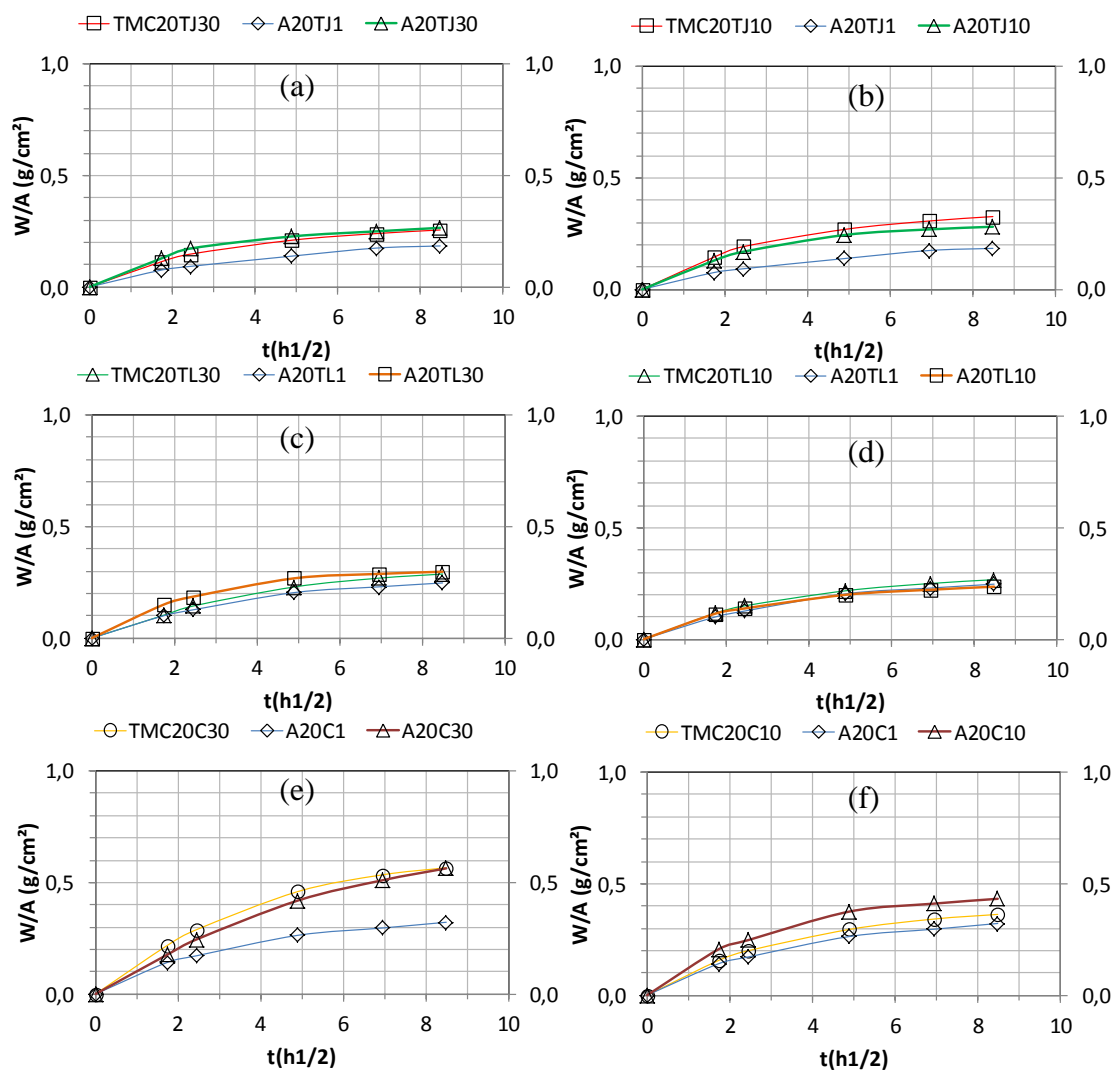 TMC20TJ30 A20TJ1 A20TJ30
(a)
1,0 0,5 0,0
W/A (g/cm²)
1,0 0,5 0,0
0 2 4 6 8 10
t(h1/2)
TMC20TJ10 A20TJ1 A20TJ10
(b)
1,0 0,5 0,0
W/A (g/cm²)
1,0 0,5 0,0
0 2 4 6 8 10
t(h1/2)
TMC20TL30 A20TL1 A20TL30
(c)
1,0 0,5 0,0
W/A (g/cm²)
1,0 0,5 0,0
0 2 4 6 8 10
t(h1/2)
TMC20TL10 A20TL1 A20TL10
(d)
1,0 0,5 0,0
W/A (g/cm²)
1,0 0,5 0,0
0 2 4 6 8 10
t(h1/2)
TMC20C30 A20C1 A20C30
(e)
1,0 0,5 0,0
W/A (g/cm²)
1,0 0,5 0,0
0 2 4 6 8 10
t(h1/2)
TMC20C10 A20C1 A20C10
(f)
1,0 0,5 0,0
W/A (g/cm²)
1,0 0,5 0,0
0 2 4 6 8 10
t(h1/2)